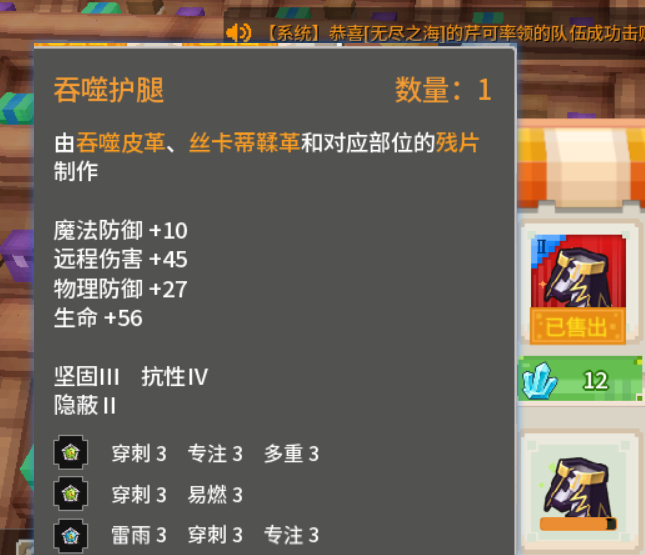 【系统】恭喜[无尽之海]的芹可率领的队伍成功击
吞噬护腿 数量：1
由吞噬皮革、丝卡蒂鞣革和对应部位的残片
制作
魔法防御 +10
远程伤害 +45
物理防御 +27
生命 +56
坚固III 抗性IV
隐蔽 II
穿刺 3 专注 3 多重 3
穿刺 3 易燃 3
雷雨 3 穿刺 3 专注 3
II
已售出
12